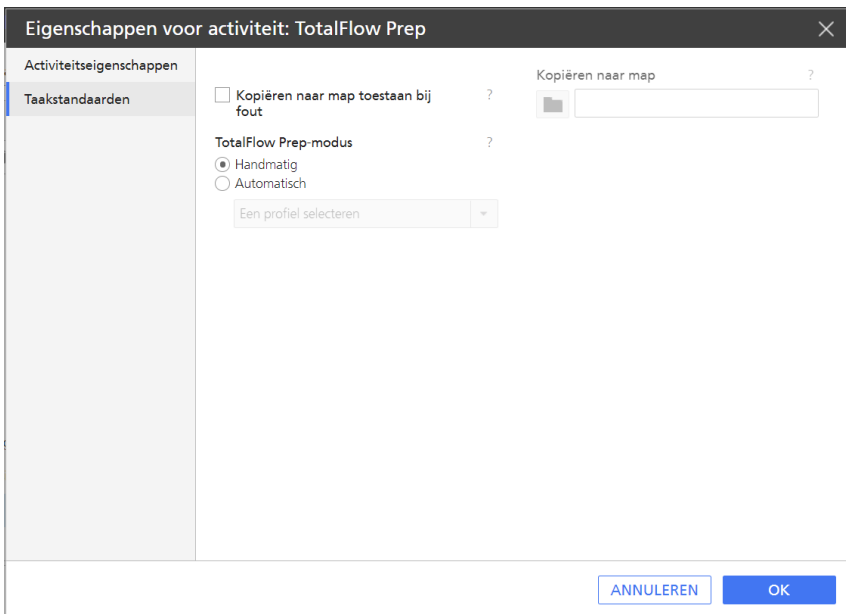 Eigenschappen voor activiteit: TotalFlow Prep
Activiteitseigenschappen
Taakstandaarden
Kopiëren naar map toestaan bij
fout
?
TotalFlow Prep-modus
?
Handmatig
Automatisch
Een profiel selecteren
Kopiëren naar map
?
ANNULEREN
OK